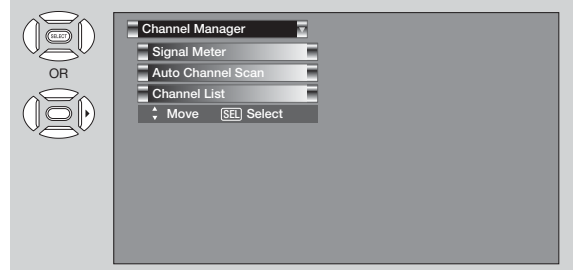 SELECT
OR
Channel Manager
Signal Meter
Auto Channel Scan
Channel List
Move SEL Select